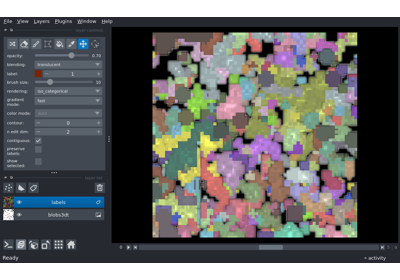 File View Layers Plugins Window Help
opacity: 0.70
blending: translucent
label: 1
brush size: 10
rendering: iso_categorical
gradient mode: fast
color mode:
contour: 0
n edit dim: 2
contiguous:
preserve labels:
show selected:
labels
blobs3dt
Ready
activity